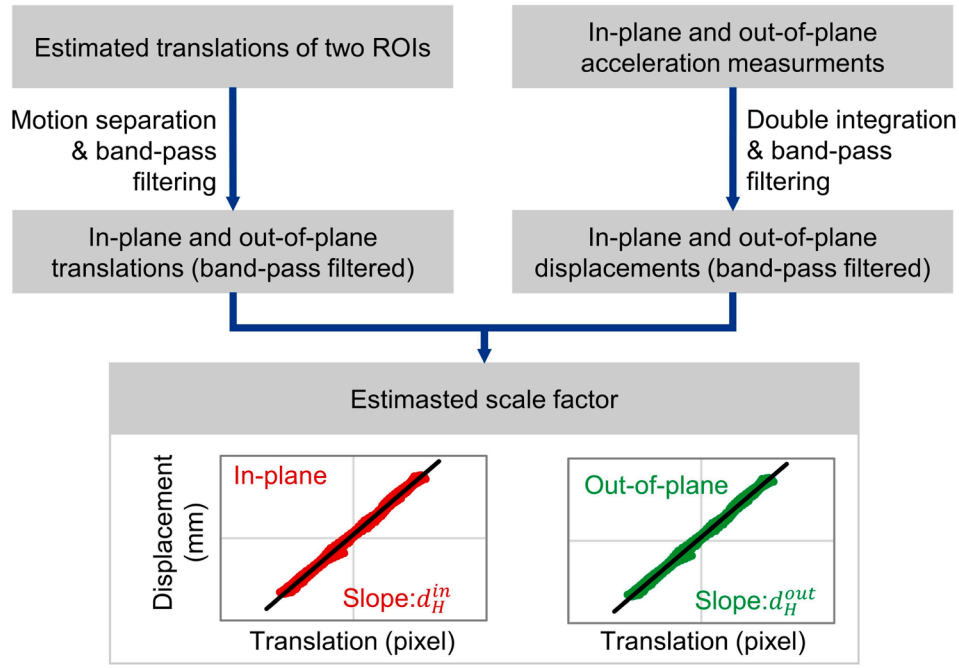 Estimated translations of two ROIs
In-plane and out-of-plane
acceleration measurments
Motion separation
& band-pass
filtering
Double integration
& band-pass
filtering
In-plane and out-of-plane
translations (band-pass filtered)
In-plane and out-of-plane
displacements (band-pass filtered)
Estimasted scale factor
Displacement
(mm)
In-plane
Slope:d_H^{in}
Translation (pixel)
Out-of-plane
Slope:d_H^{out}
Translation (pixel)